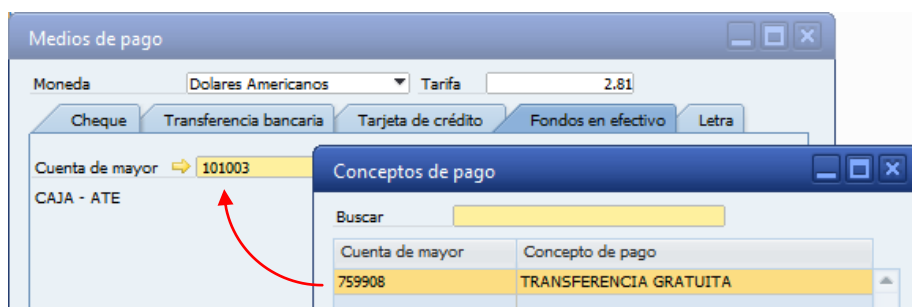 Medios de pago
Moneda Dolares Americanos Tarifa 2.81
Cheque Transferencia bancaria Tarjeta de crédito Fondos en efectivo Letra
Cuenta de mayor 101003
CAJA - ATE
Conceptos de pago
Buscar
Cuenta de mayor Concepto de pago
759908 TRANSFERENCIA GRATUITA